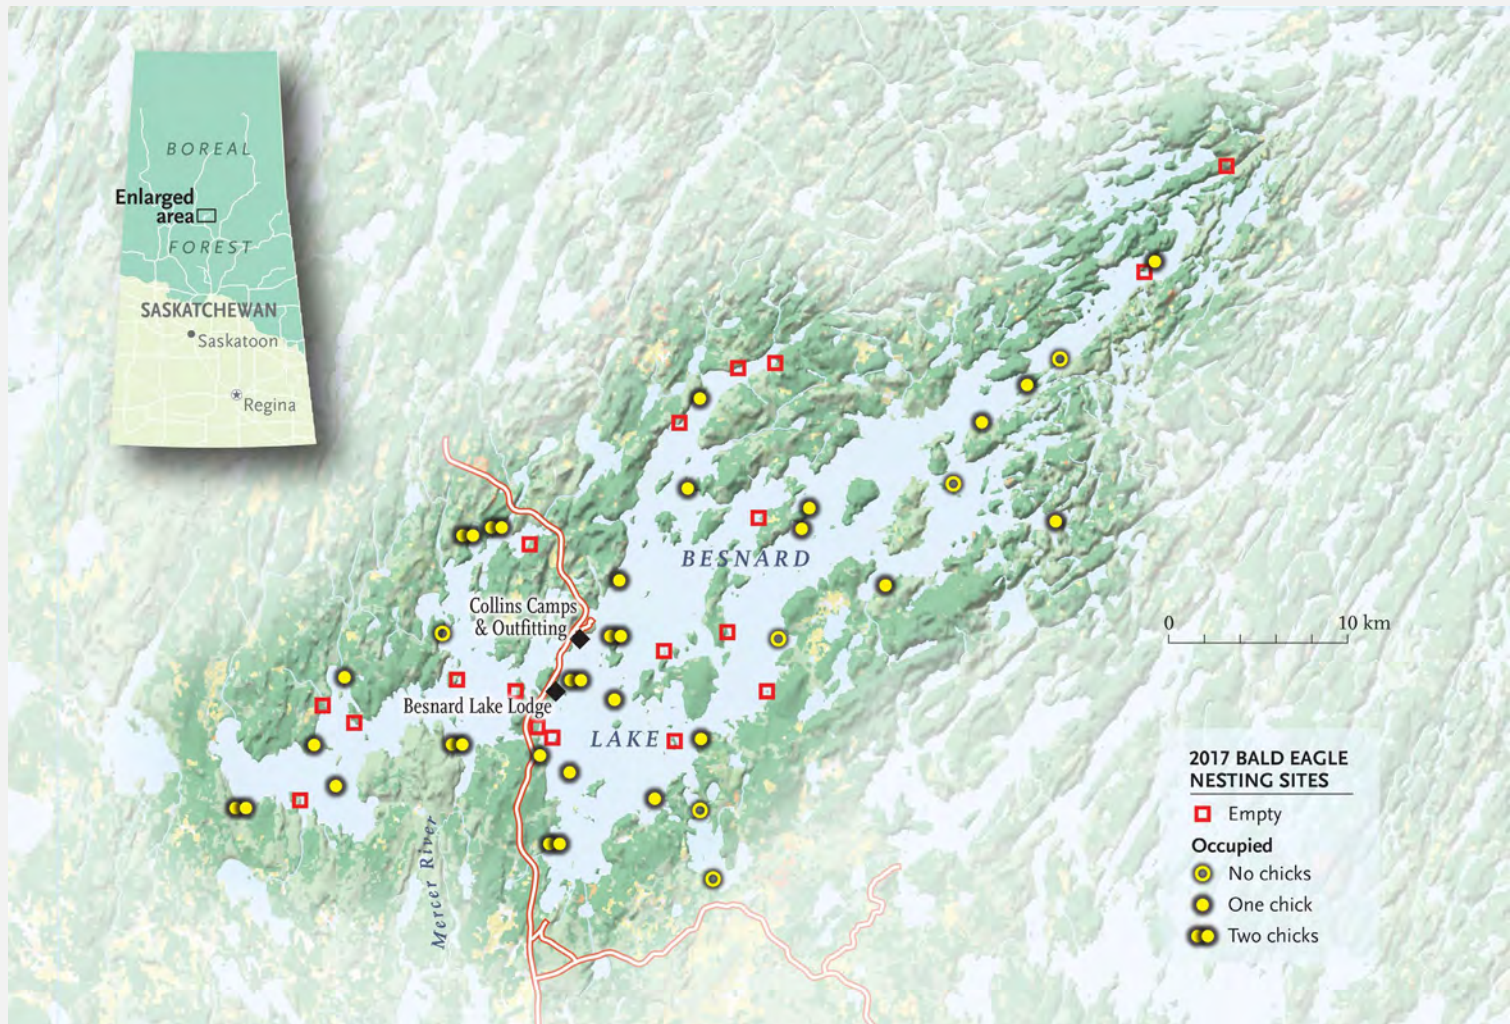 BOREAL
Enlarged
area
FOREST
SASKATCHEWAN
Saskatoon
Regina
BESNARD
Collins Camps
& Outfitting
0 10 km
Besnard Lake Lodge
LAKE
Mercer River
2017 BALD EAGLE
NESTING SITES
Empty
Occupied
No chicks
One chick
Two chicks